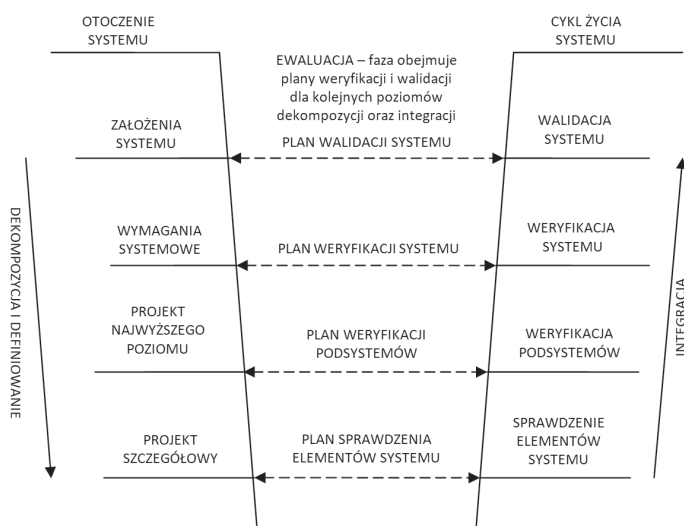 OTOCZENIE
SYSTEMU
CYKL ŻYCIA
SYSTEMU
EWALUACJA – faza obejmuje
plany weryfikacji i walidacji
dla kolejnych poziomów
dekompozycji oraz integracji
ZAŁOŻENIA
SYSTEMU
PLAN WALIDACJI SYSTEMU
WALIDACJA
SYSTEMU
DEKOMPOZYCJA I DEFINIOWANIE
WYMAGANIA
SYSTEMOWE
PLAN WERYFIKACJI SYSTEMU
WERYFIKACJA
SYSTEMU
INTEGRACJA
PROJEKT
NAJWYŻSZEGO
POZIOMU
PLAN WERYFIKACJI
PODSYSTEMÓW
WERYFIKACJA
PODSYSTEMÓW
PROJEKT
SZCZEGÓŁOWY
PLAN SPRAWDZENIA
ELEMENTÓW SYSTEMU
SPRAWDZENIE
ELEMENTÓW
SYSTEMU